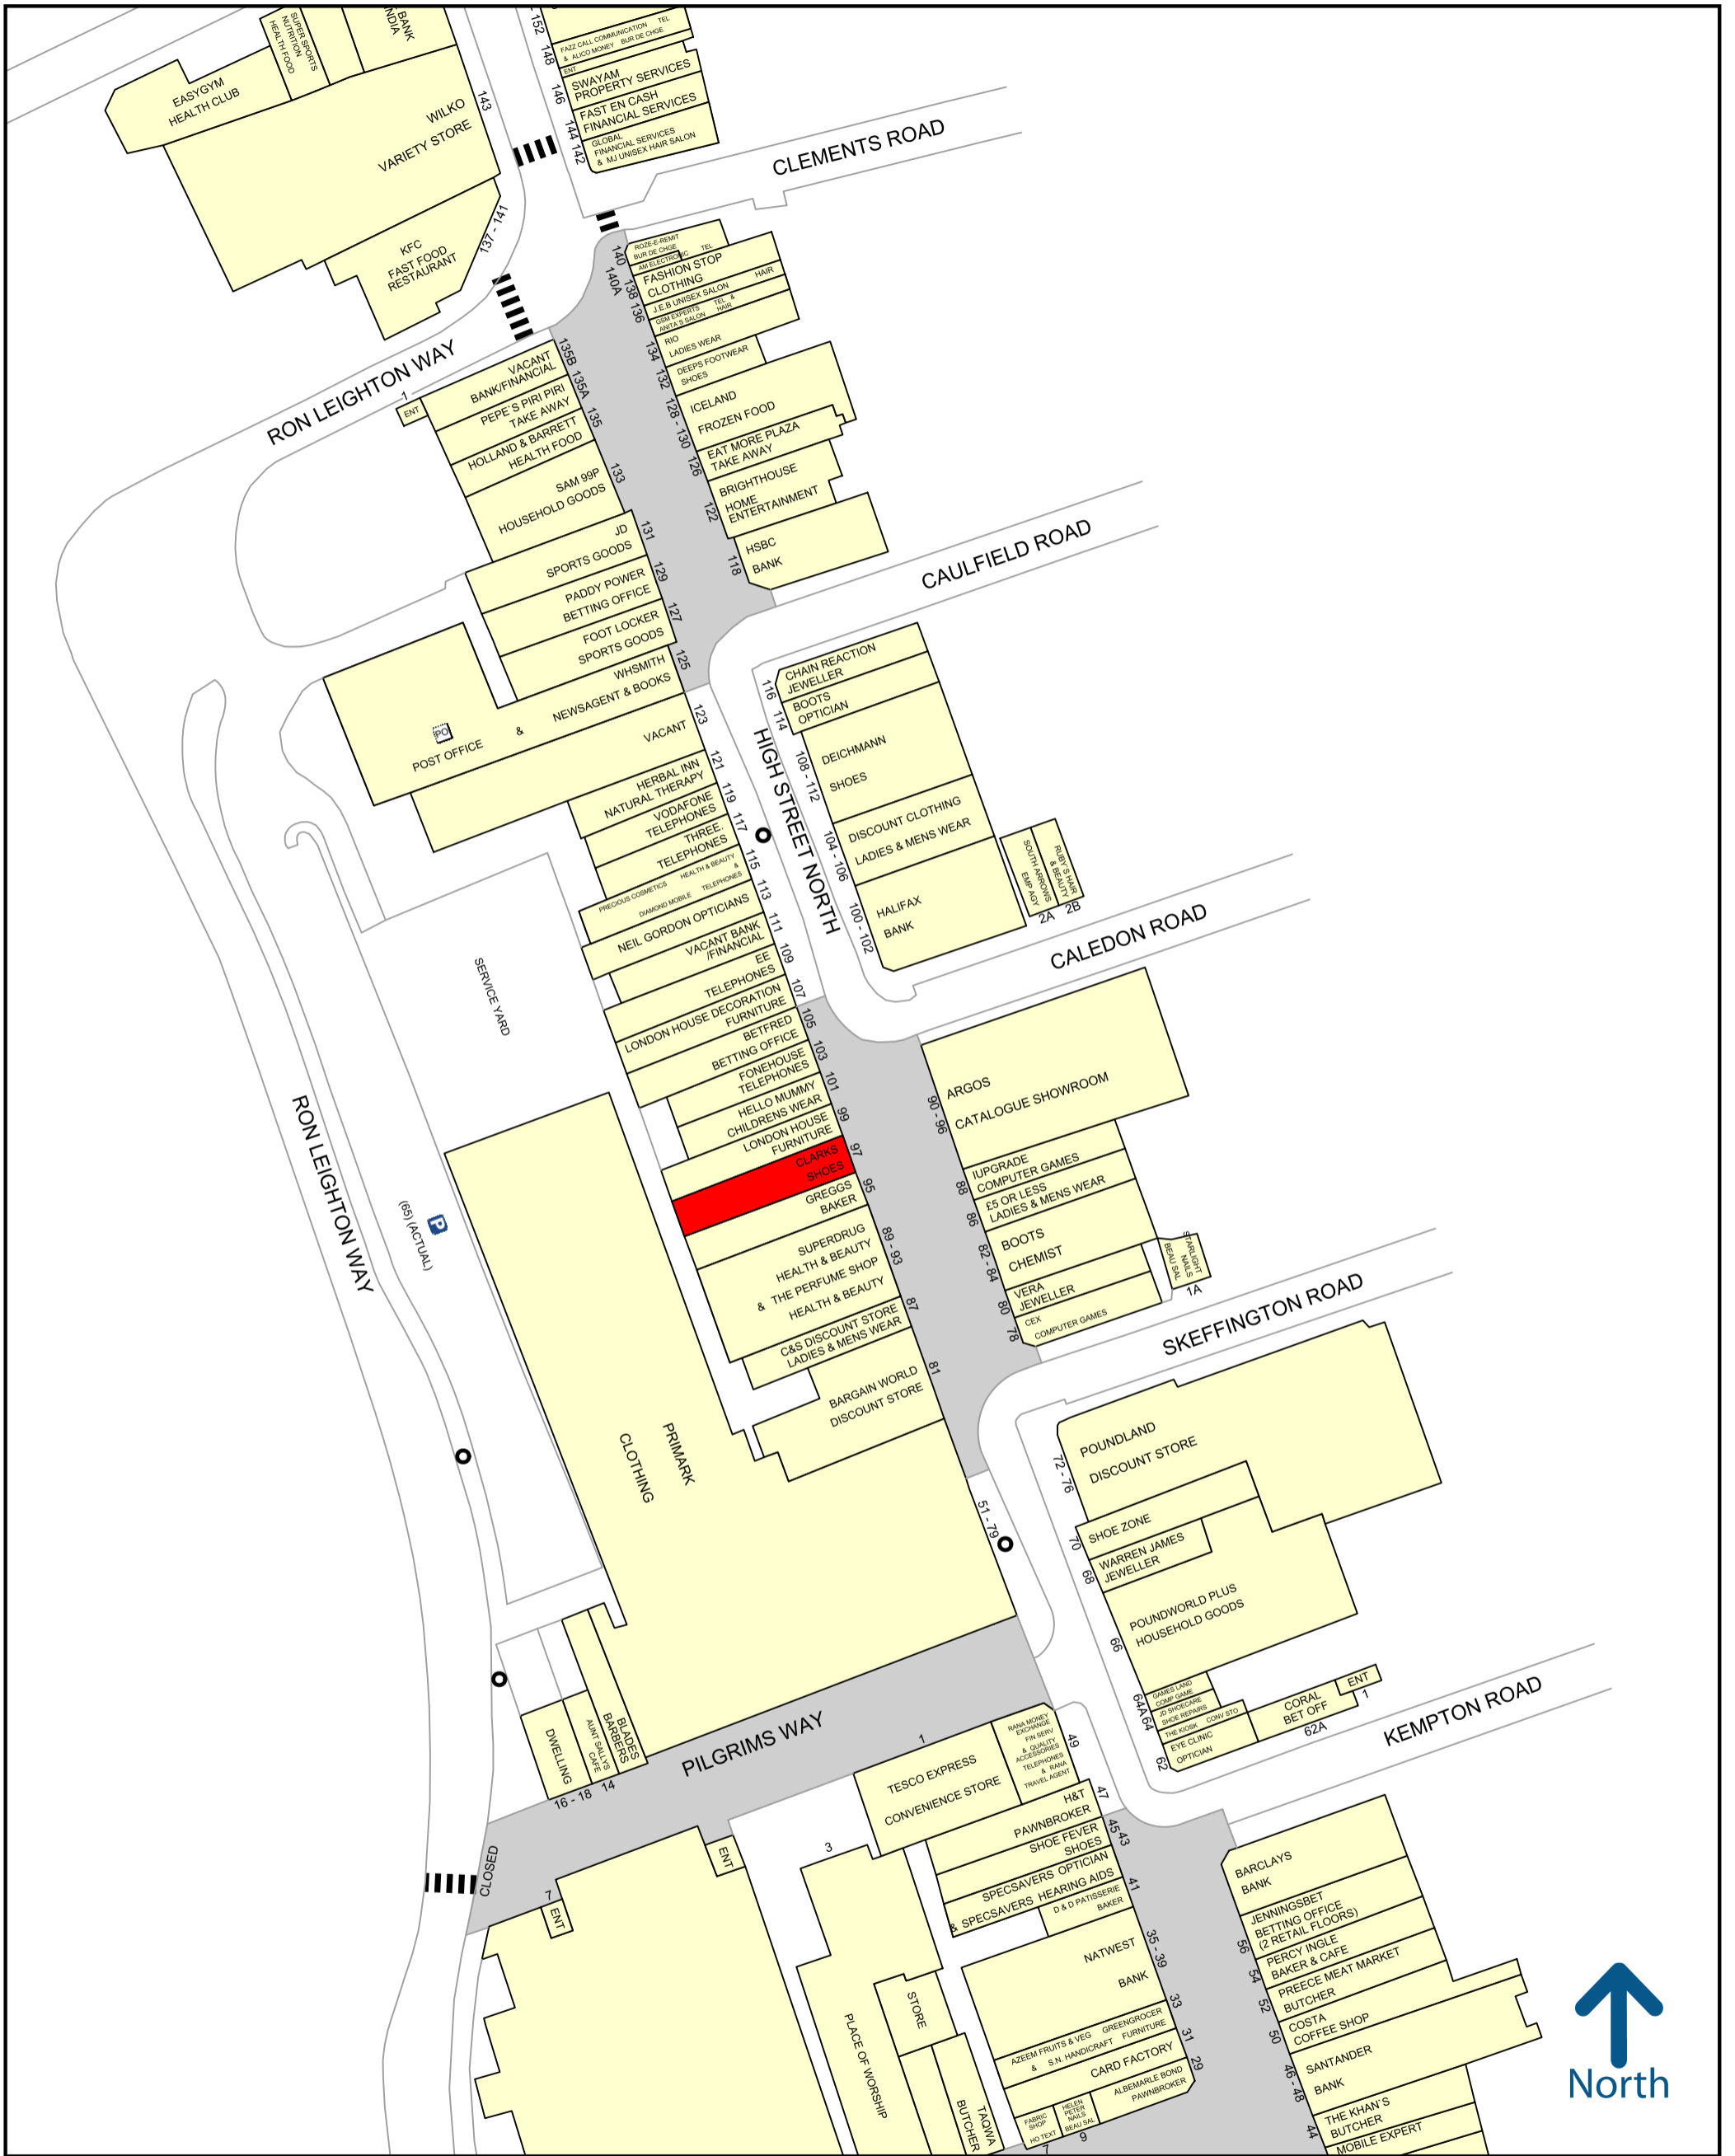 BANK
INDIA
SUPER SPORTS
NUTRITION
HEALTH FOOD
EASYGYM
HEALTH CLUB
WILKO
VARIETY STORE
143
KFC
FAST FOOD
RESTAURANT
137 - 141
152
148
146
144
142
FAZZ CALL COMMUNICATION TEL
& ALICO MONEY BUR DE CHGE
ENT
SWAYAM
PROPERTY SERVICES
FAST EN CASH
FINANCIAL SERVICES
GLOBAL
FINANCIAL SERVICES
& MJ UNISEX HAIR SALON
CLEMENTS ROAD
140
140A
138
136
134
132
128 - 130
126
122
118
ROZE-E-REMIT
BUR DE CHGE
AM ELECTRONIC TEL
FASHION STOP
CLOTHING
J.E.B UNISEX SALON HAIR
GSM EXPERTS TEL &
ANITA'S SALON HAIR
RIO
LADIES WEAR
DEEPS FOOTWEAR
SHOES
ICELAND
FROZEN FOOD
EAT MORE PLAZA
TAKE AWAY
BRIGHTHOUSE
HOME
ENTERTAINMENT
HSBC
BANK
RON LEIGHTON WAY
1
ENT
VACANT
BANK/FINANCIAL
135B
PEPE'S PIRI PIRI
TAKE AWAY
135A
HOLLAND & BARRETT
HEALTH FOOD
135
SAM 99P
HOUSEHOLD GOODS
133
JD
SPORTS GOODS
131
PADDY POWER
BETTING OFFICE
129
FOOT LOCKER
SPORTS GOODS
127
WHSMITH
NEWSAGENT & BOOKS
&
PO
POST OFFICE
125
VACANT
123
HERBAL INN
NATURAL THERAPY
121
VODAFONE
TELEPHONES
119
THREE.
TELEPHONES
117
PRECIOUS COSMETICS HEALTH & BEAUTY
&
DIAMOND MOBILE TELEPHONES
115
NEIL GORDON OPTICIANS
113
VACANT BANK
/FINANCIAL
111
EE
TELEPHONES
109
LONDON HOUSE DECORATION
FURNITURE
107
BETFRED
BETTING OFFICE
105
FONEHOUSE
TELEPHONES
103
HELLO MUMMY
CHILDRENS WEAR
101
LONDON HOUSE
FURNITURE
99
CLARKS
SHOES
97
GREGGS
BAKER
95
SUPERDRUG
HEALTH & BEAUTY
& THE PERFUME SHOP
HEALTH & BEAUTY
89 - 93
C&S DISCOUNT STORE
LADIES & MENS WEAR
87
BARGAIN WORLD
DISCOUNT STORE
81
PRIMARK
CLOTHING
51 - 79
CAULFIELD ROAD
HIGH STREET NORTH
CHAIN REACTION
JEWELLER
116
BOOTS
OPTICIAN
114
DEICHMANN
SHOES
108 - 112
DISCOUNT CLOTHING
LADIES & MENS WEAR
104 - 106
HALIFAX
BANK
100 - 102
SOUTH ARROWS
EMP AGY
2A
RUBY'S HAIR
& BEAUTY
2B
CALEDON ROAD
ARGOS
CATALOGUE SHOWROOM
90 - 96
IUPGRADE
COMPUTER GAMES
88
£5 OR LESS
LADIES & MENS WEAR
86
BOOTS
CHEMIST
82 - 84
VERA
JEWELLER
80
CEX
COMPUTER GAMES
78
STARLIGHT
NAILS
BEAU SAL
1A
SKEFFINGTON ROAD
SERVICE YARD
P
(65) (ACTUAL)
RON LEIGHTON WAY
POUNDLAND
DISCOUNT STORE
72 - 76
SHOE ZONE
70
WARREN JAMES
JEWELLER
68
POUNDWORLD PLUS
HOUSEHOLD GOODS
66
GAMES LAND
COMP GAME
64A
JD SHOECARE
SHOE REPAIRS
64
THE KIOSK CONV STO
EYE CLINIC
OPTICIAN
62
CORAL
BET OFF
62A
ENT
1
KEMPTON ROAD
DWELLING
AUNT SALLYS
CAFE
BLADES
BARBERS
16 - 18
14
PILGRIMS WAY
CLOSED
7
ENT
ENT
1
TESCO EXPRESS
CONVENIENCE STORE
RANA MONEY
EXCHANGE
FIN SERV
& QUALITY
ACCESSORIES
TELEPHONES
& RANA
TRAVEL AGENT
49
H&T
PAWNBROKER
47
SHOE FEVER
SHOES
45
43
SPECSAVERS OPTICIAN
& SPECSAVERS HEARING AIDS
D & D PATISSERIE
BAKER
41
NATWEST
BANK
35 - 39
AZEEM FRUITS & VEG GREENGROCER
& S.N. HANDICRAFT FURNITURE
33
CARD FACTORY
31
ALBEMARLE BOND
PAWNBROKER
29
FABRIC
SHOP
HO TEXT
7
HELEN
PETER
NAILS
BEAU SAL
9
3
PLACE OF WORSHIP
STORE
TAQWA
BUTCHER
BARCLAYS
BANK
JENNINGSBET
BETTING OFFICE
(2 RETAIL FLOORS)
56
PERCY INGLE
BAKER & CAFE
54
PREECE MEAT MARKET
BUTCHER
52
COSTA
COFFEE SHOP
50
SANTANDER
BANK
46 - 48
THE KHAN'S
BUTCHER
44
MOBILE EXPERT
North